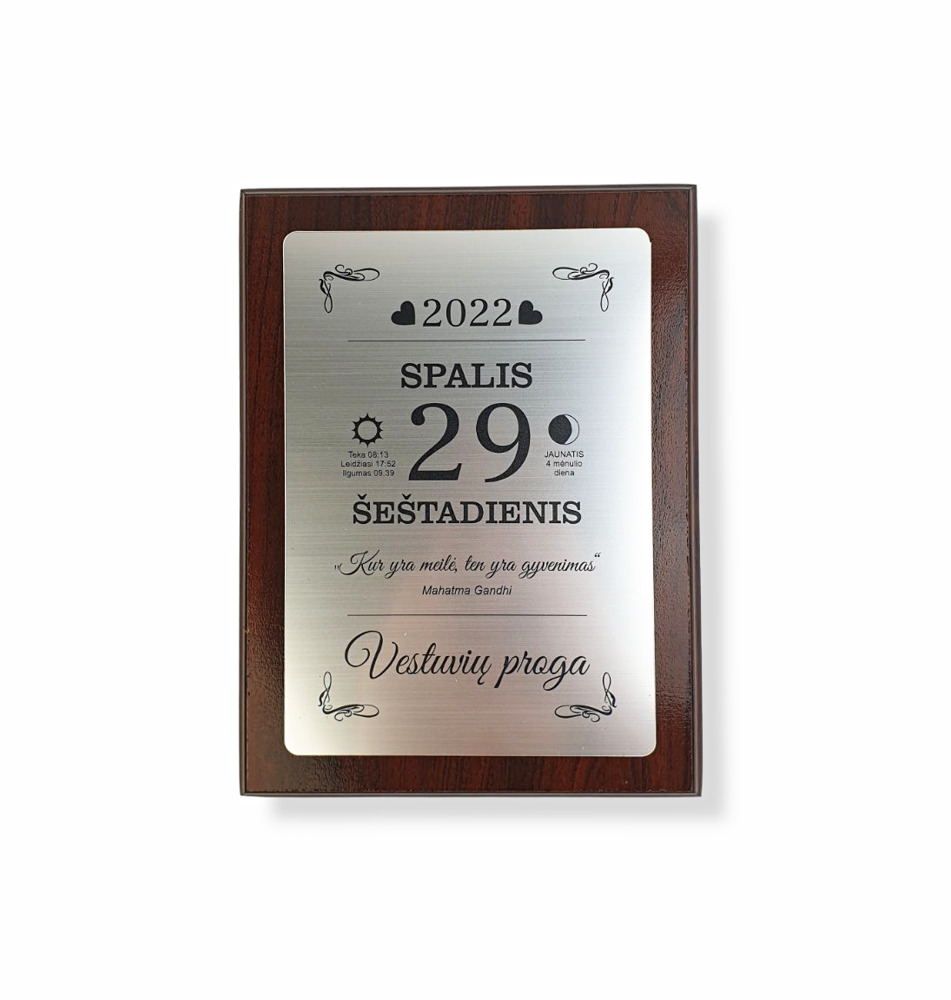 2022
SPALIS
29
Teka 08:13
Leidžiasi 17:52
Ilgumas 09.39
JAUNATIS
4 mėnulio
diena
ŠEŠTADIENIS
„Kur yra meilė, ten yra gyvenimas“
Mahatma Gandhi
Vestuvių proga